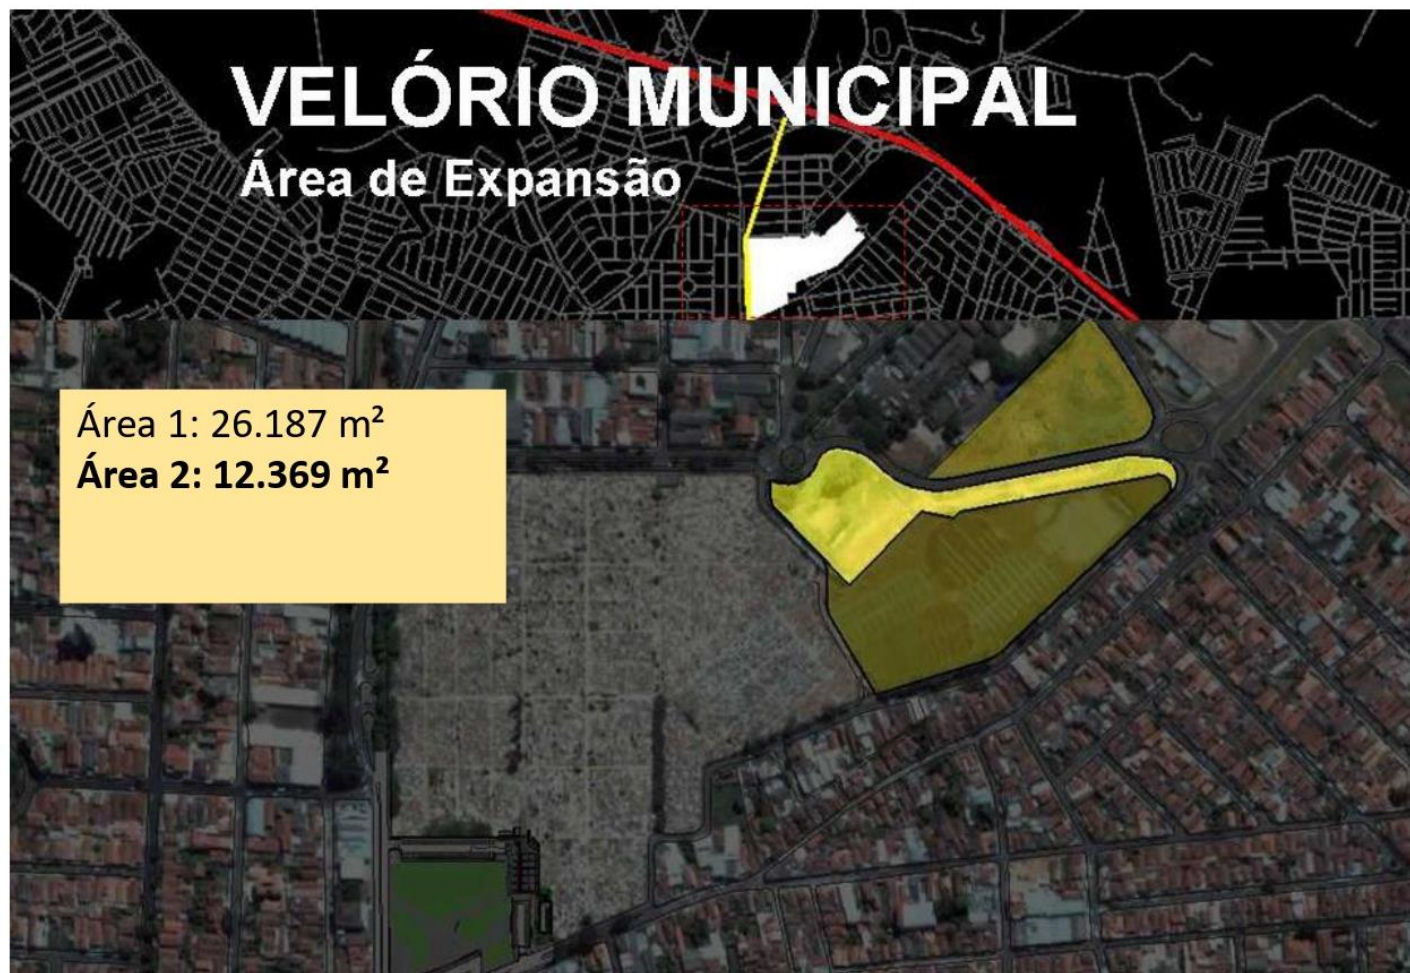 VELÓRIO MUNICIPAL
Área de Expansão
Área 1: 26.187 m²
Área 2: 12.369 m²